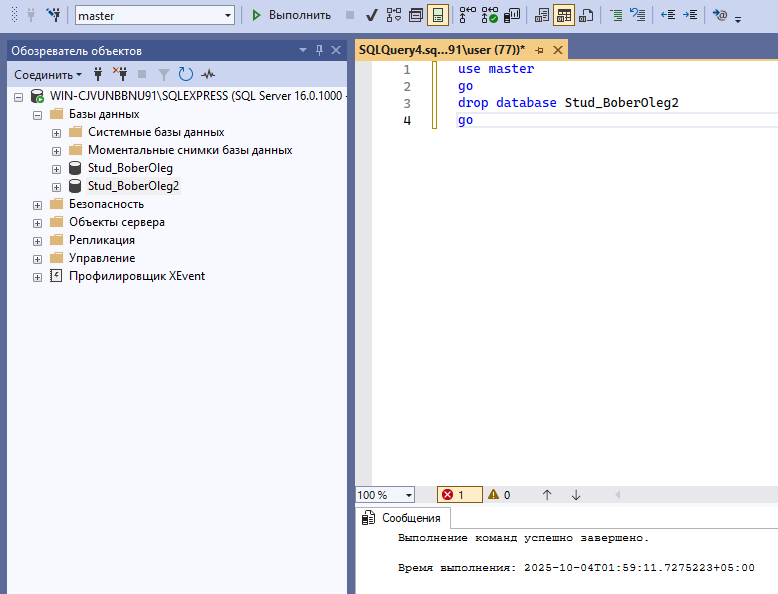 master
Выполнить
Обозреватель объектов
Соединить
WIN-CJVUNBBNU91\SQLEXPRESS (SQL Server 16.0.1000 -
Базы данных
Системные базы данных
Моментальные снимки базы данных
Stud_BoberOleg
Stud_BoberOleg2
Безопасность
Объекты сервера
Репликация
Управление
Профилировщик XEvent
SQLQuery4.sq...91\user (77))*
1 use master
2 go
3 drop database Stud_BoberOleg2
4 go
100 %
1
0
Сообщения
Выполнение команд успешно завершено.
Время выполнения: 2025-10-04T01:59:11.7275223+05:00